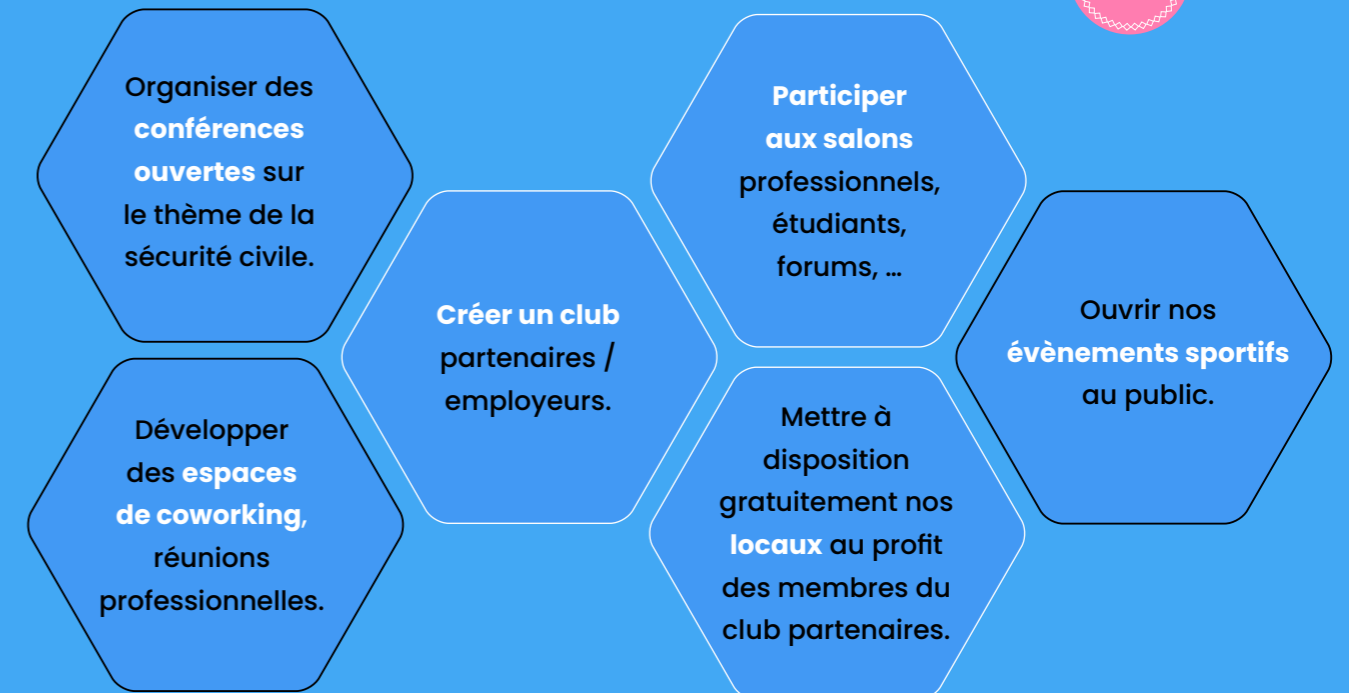 Organiser des
conférences
ouvertes sur
le thème de la
sécurité civile.
Développer
des espaces
de coworking,
réunions
professionnelles.
Créer un club
partenaires /
employeurs.
Participer
aux salons
professionnels,
étudiants,
forums, ...
Mettre à
disposition
gratuitement nos
locaux au profit
des membres du
club partenaires.
Ouvrir nos
évènements sportifs
au public.